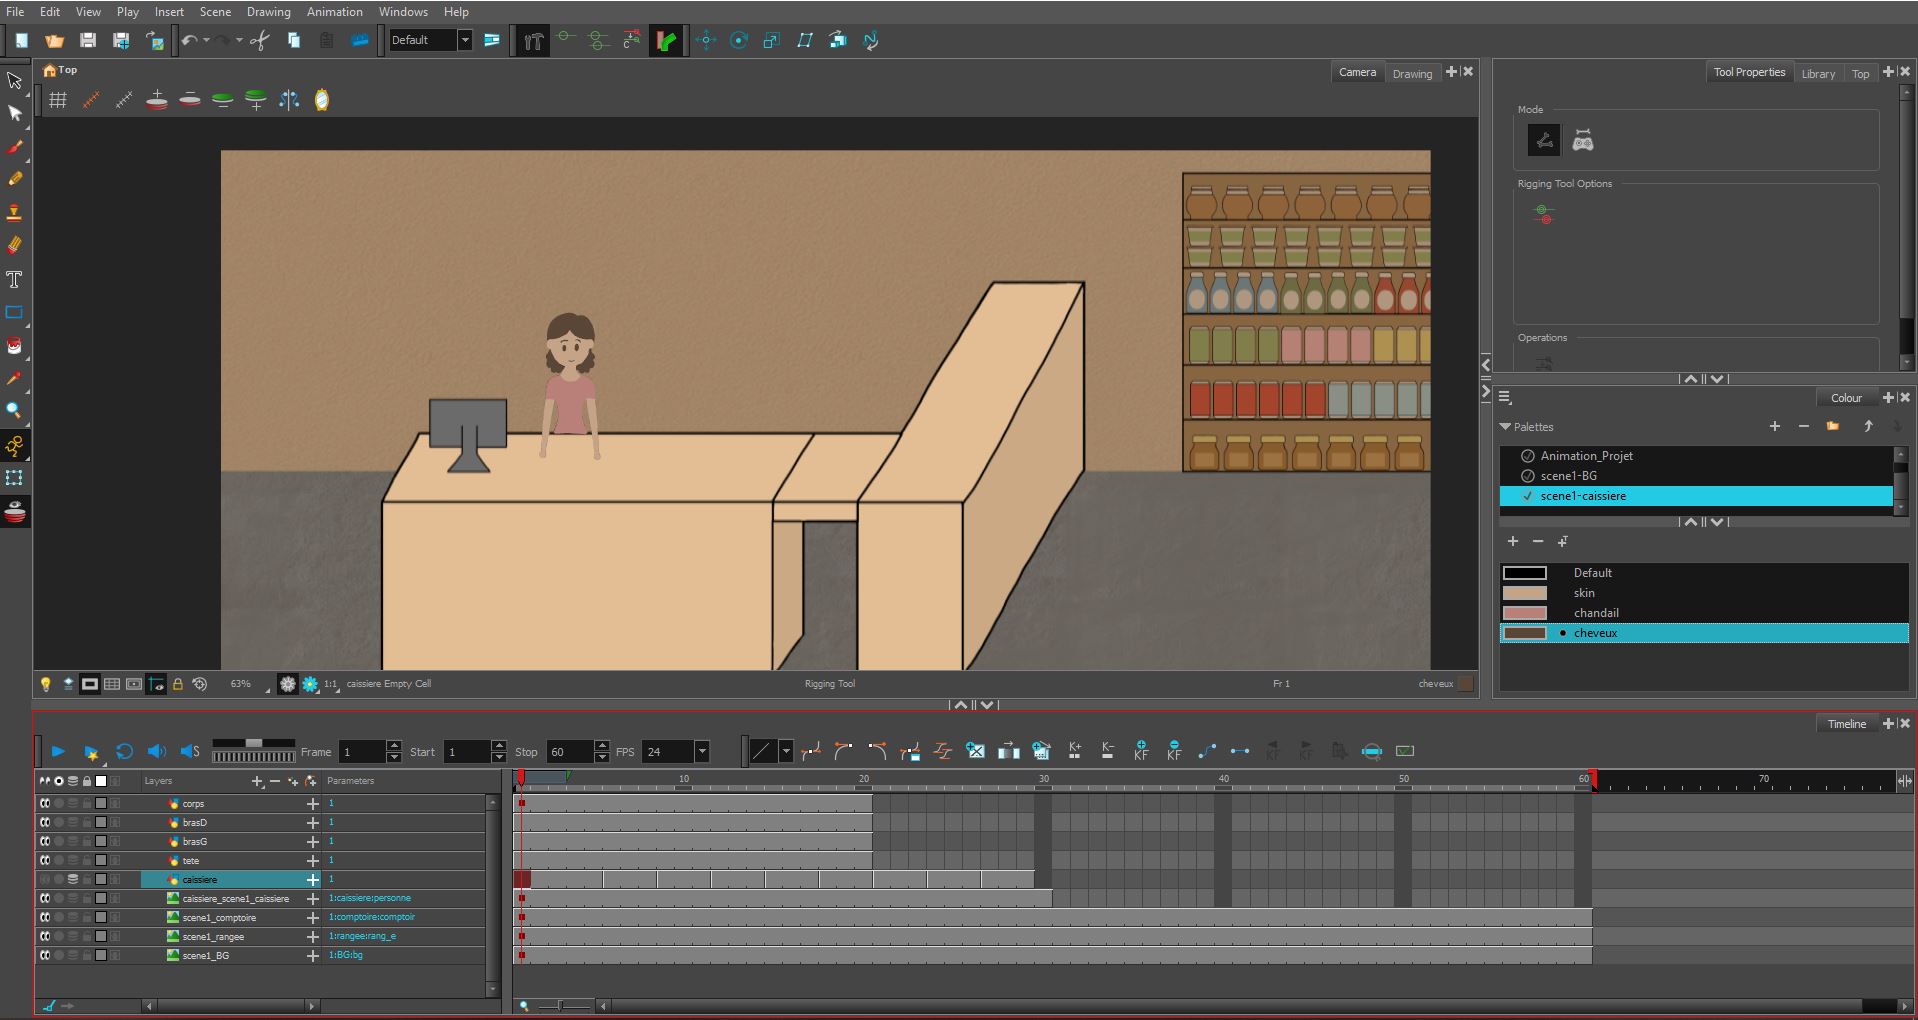 File Edit View Play Insert Scene Drawing Animation Windows Help
Default
Top
Camera Drawing
Tool Properties Library Top
Mode
Rigging Tool Options
Operations
Colour
Palettes
Animation_Projet
scene1-BG
scene1-caissiere
Default
skin
chandail
cheveux
63% 1:1 caissiere Empty Cell Rigging Tool Fr 1 cheveux
Timeline
Frame 1 Start 1 Stop 60 FPS 24
K+ K- KF KF KF KF
Layers Parameters 10 20 30 40 50 60 70
corps 1
brasD 1
brasG 1
tete 1
caissiere 1
caissiere_scene1_caissiere 1:caissiere:personne
scene1_comptoire 1:comptoire:comptoir
scene1_rangee 1:rangee:rang_e
scene1_BG 1:BG:bg